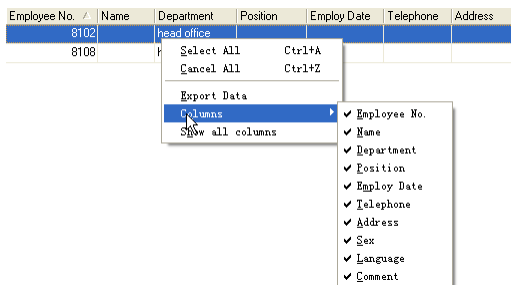 Employee No. Name Department Position Employ Date Telephone Address
8102 head office
8108
Select All Ctrl+A
Cancel All Ctrl+Z
Export Data
Columns
Show all columns
Employee No.
Name
Department
Position
Employ Date
Telephone
Address
Sex
Language
Comment